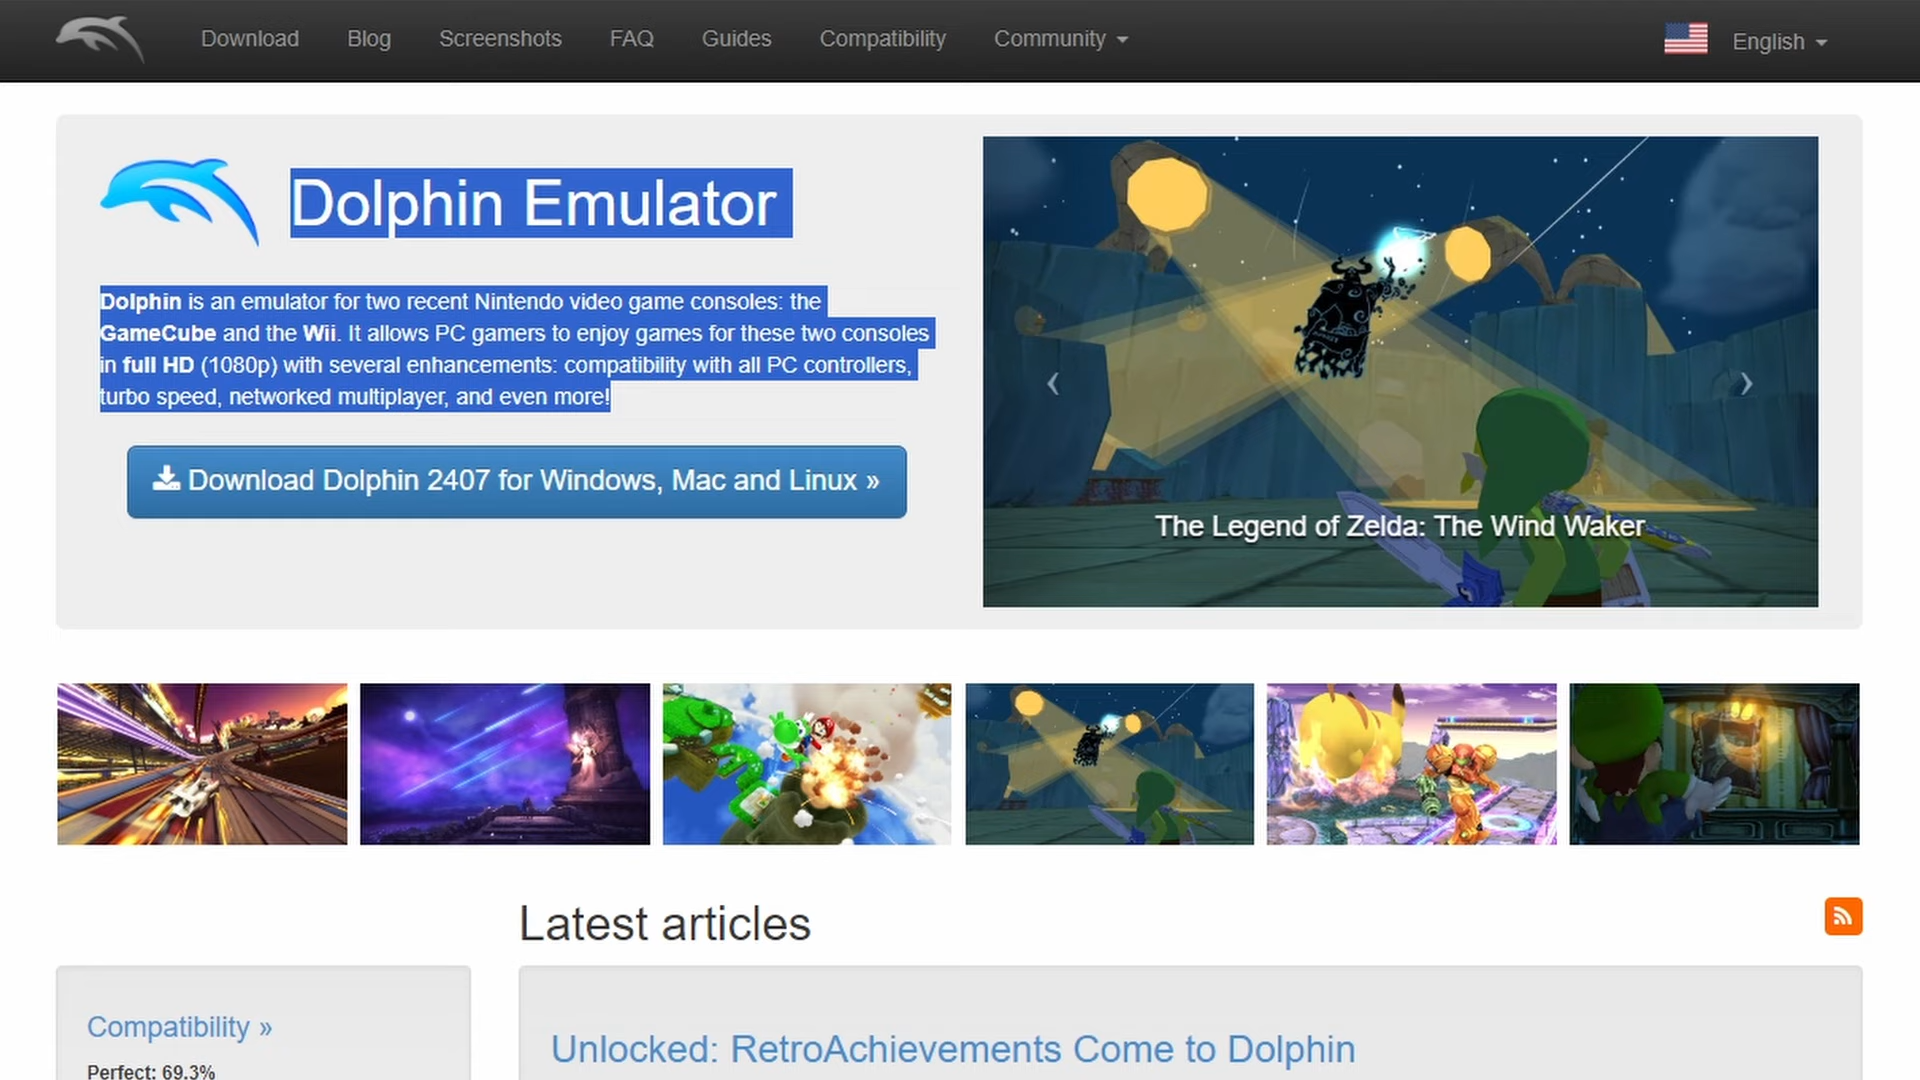 Download Blog Screenshots FAQ Guides Compatibility Community English
Dolphin Emulator
Dolphin is an emulator for two recent Nintendo video game consoles: the
GameCube and the Wii. It allows PC gamers to enjoy games for these two consoles
in full HD (1080p) with several enhancements: compatibility with all PC controllers,
turbo speed, networked multiplayer, and even more!
Download Dolphin 2407 for Windows, Mac and Linux »
The Legend of Zelda: The Wind Waker
Latest articles
Compatibility »
Perfect: 69.3%
Unlocked: RetroAchievements Come to Dolphin